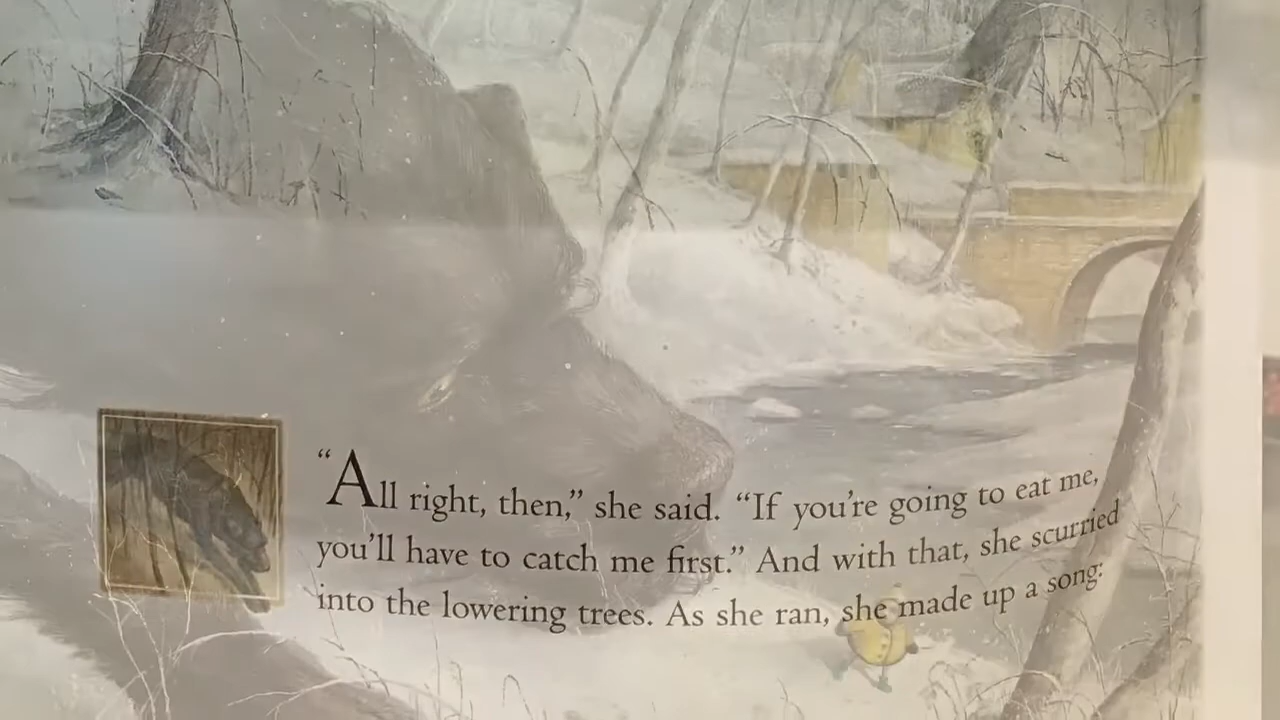 “All right, then,” she said. “If you’re going to eat me,
you’ll have to catch me first.” And with that, she scurried
into the lowering trees. As she ran, she made up a song: